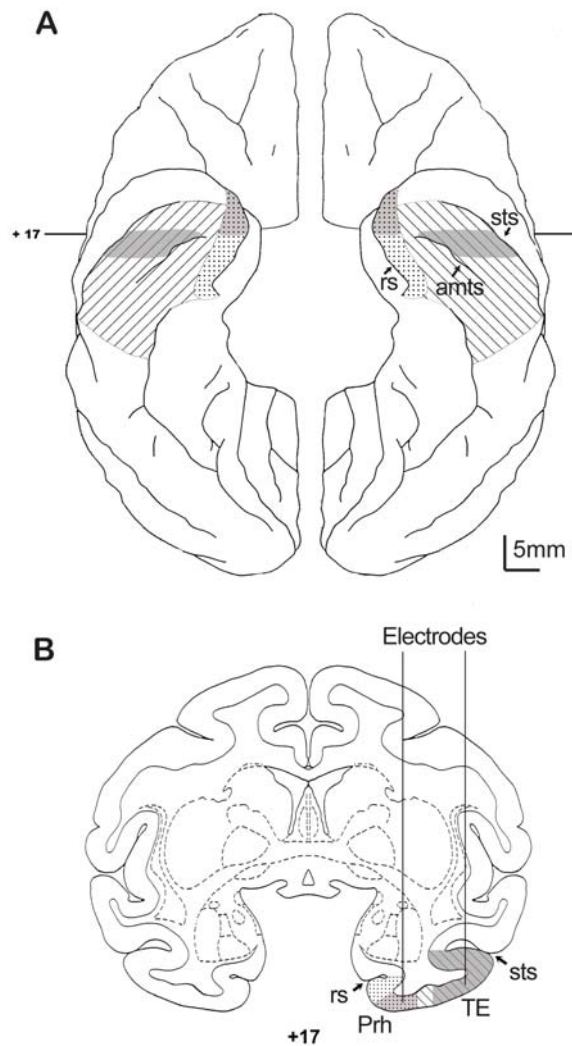 A
+ 17
sts
rs
amts
5mm
B
Electrodes
rs
sts
Prh
TE
+17